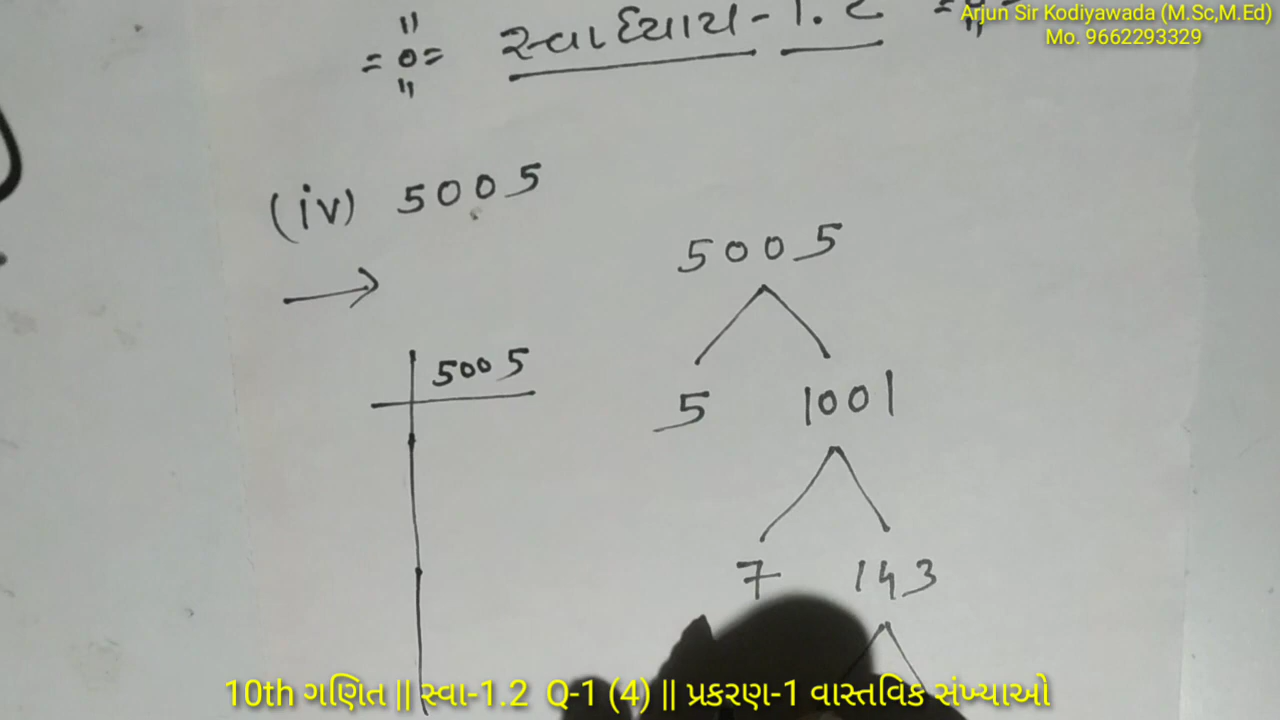 Arjun Sir Kodiyawada (M.Sc,M.Ed)
Mo. 9662293329
સ્વાધ્યાય - 1.2
(iv) 5005
5005
5005
5 1001
7 143
10th ગણિત || સ્વા-1.2 Q-1 (4) || પ્રકરણ-1 વાસ્તવિક સંખ્યાઓ